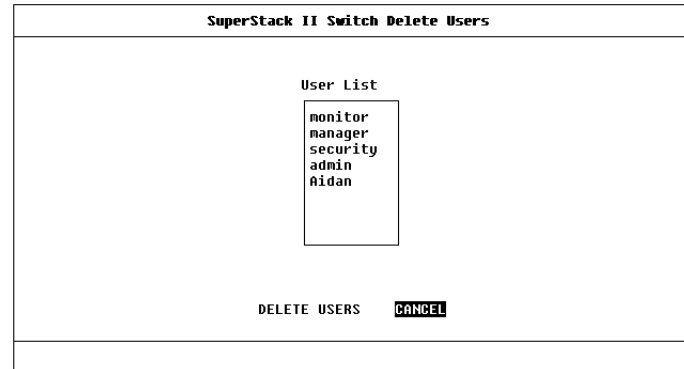 SuperStack II Switch Delete Users
User List
monitor
manager
security
admin
Aidan
DELETE USERS CANCEL